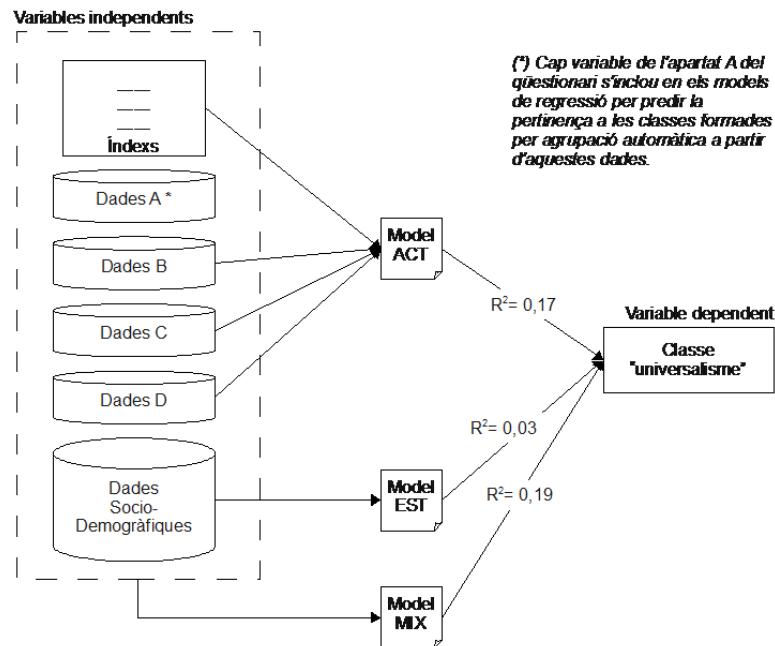 Variables independents
(*) Cap variable de l'apartat A del
qüestionari s'inclou en els models
de regressió per predir la
pertinença a les classes formades
per agrupació automàtica a partir
d'aquestes dades.
Índexs
Dades A *
Dades B
Dades C
Dades D
Dades
Socio-
Demogràfiques
Model
ACT
Model
EST
Model
MIX
R²= 0,17
R²= 0,03
R²= 0,19
Variable dependent
Classe
"universalisme"